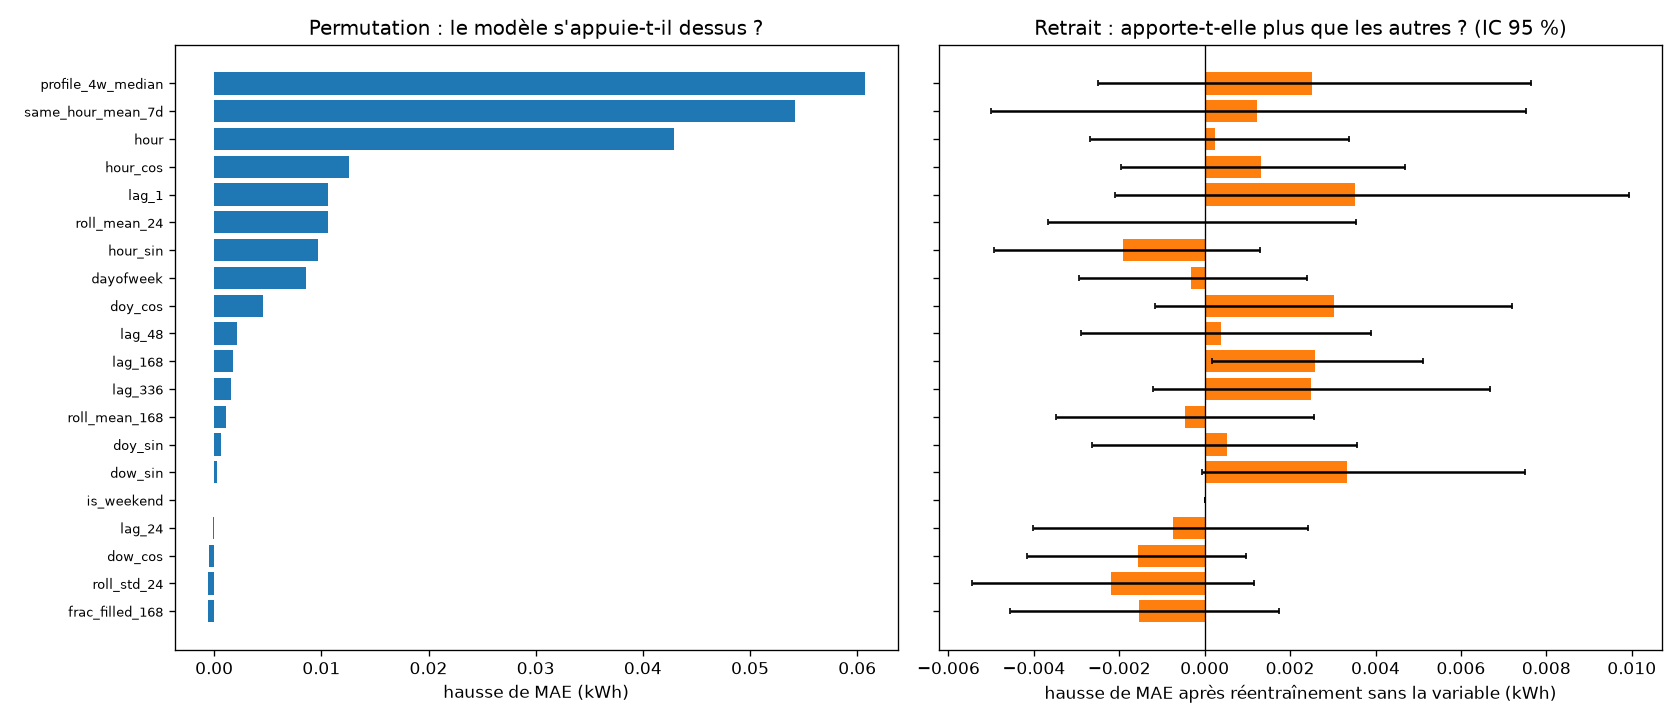 Permutation : le modèle s'appuie-t-il dessus ?
profile_4w_median
same_hour_mean_7d
hour
hour_cos
lag_1
roll_mean_24
hour_sin
dayofweek
doy_cos
lag_48
lag_168
lag_336
roll_mean_168
doy_sin
dow_sin
is_weekend
lag_24
dow_cos
roll_std_24
frac_filled_168
0.00 0.01 0.02 0.03 0.04 0.05 0.06
hausse de MAE (kWh)
Retrait : apporte-t-elle plus que les autres ? (IC 95 %)
−0.006 −0.004 −0.002 0.000 0.002 0.004 0.006 0.008 0.010
hausse de MAE après réentraînement sans la variable (kWh)